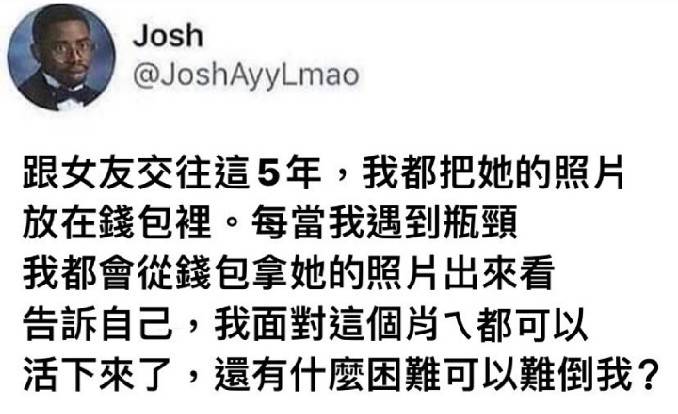 Josh
@JoshAyyLmao
跟女友交往這5年，我都把她的照片
放在錢包裡。每當我遇到瓶頸
我都會從錢包拿她的照片出來看
告訴自己，我面對這個肖ㄟ都可以
活下來了，還有什麼困難可以難倒我？